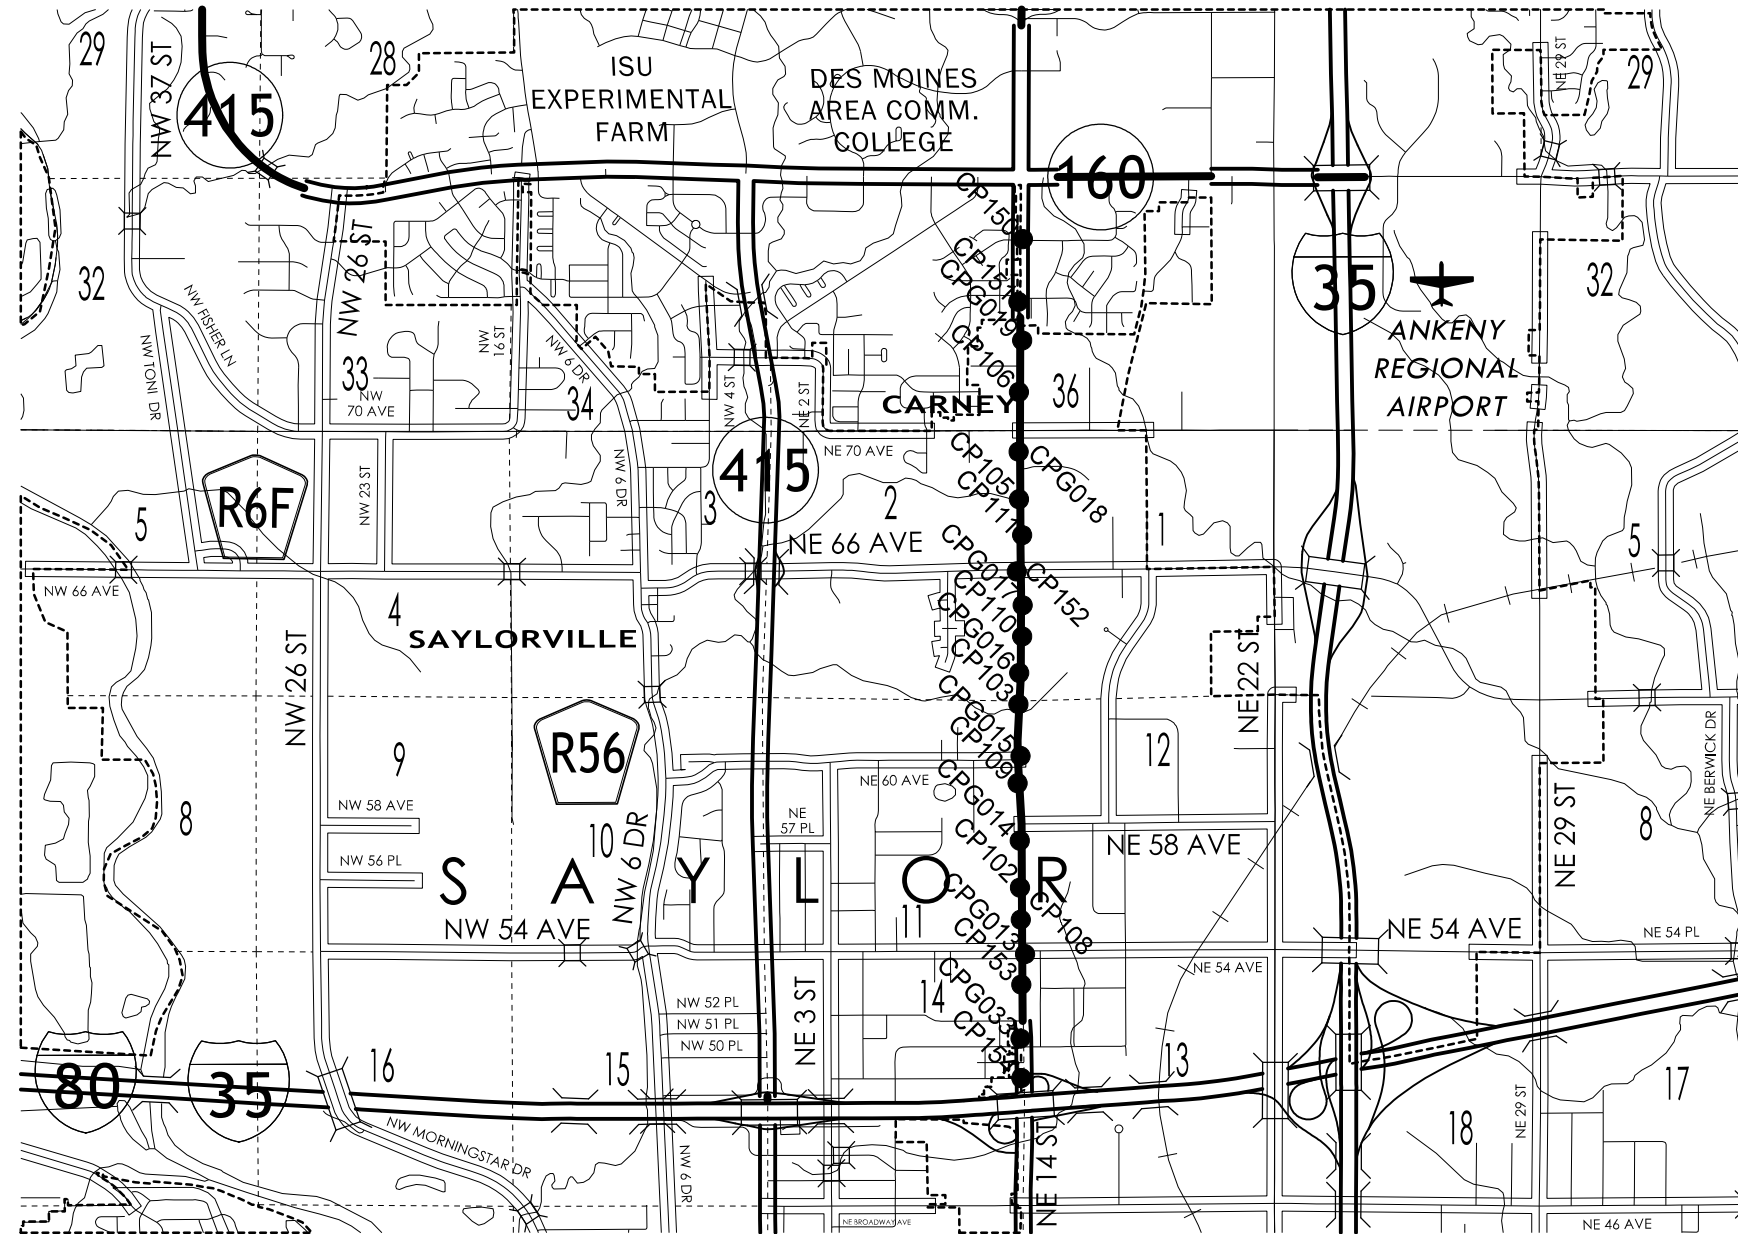 29
NW 37 ST
28
415
ISU
EXPERIMENTAL
FARM
DES MOINES
AREA COMM.
COLLEGE
160
NE 29 ST
29
32
NW FISHER LN
NW TONI DR
NW 26 ST
33
NW
70 AVE
NW
16 ST
NW 6 DR
34
NW 4 ST
NE 2 ST
CARNEY
36
35
ANKENY
REGIONAL
AIRPORT
32
CP150
CP151
CPG019
CP106
CP105
CPG018
CP111
CPG017
CP152
CP110
CPG016
CP103
CPG015
CP109
CPG014
CP102
CPG013
CP108
CP153
CPG033
R6F
5
NW 23 ST
NW 6 DR
3
415
NE 70 AVE
2
NE 66 AVE
1
5
NW 66 AVE
4
SAYLORVILLE
NW 26 ST
NE 22 ST
9
R56
NE 60 AVE
12
NE BERWICK DR
8
NW 58 AVE
NW 56 PL
10
NW 6 DR
NE
57 PL
NE 58 AVE
NE 29 ST
8
SAYLOR
NW 54 AVE
11
NE 54 AVE
NE 54 PL
NE 54 AVE
NW 52 PL
NW 51 PL
NW 50 PL
NE 3 ST
14
13
80
35
16
15
17
18
NE 29 ST
NW MORNINGSTAR DR
NW 6 DR
NE 14 ST
NE BROADWAY AVE
NE 46 AVE